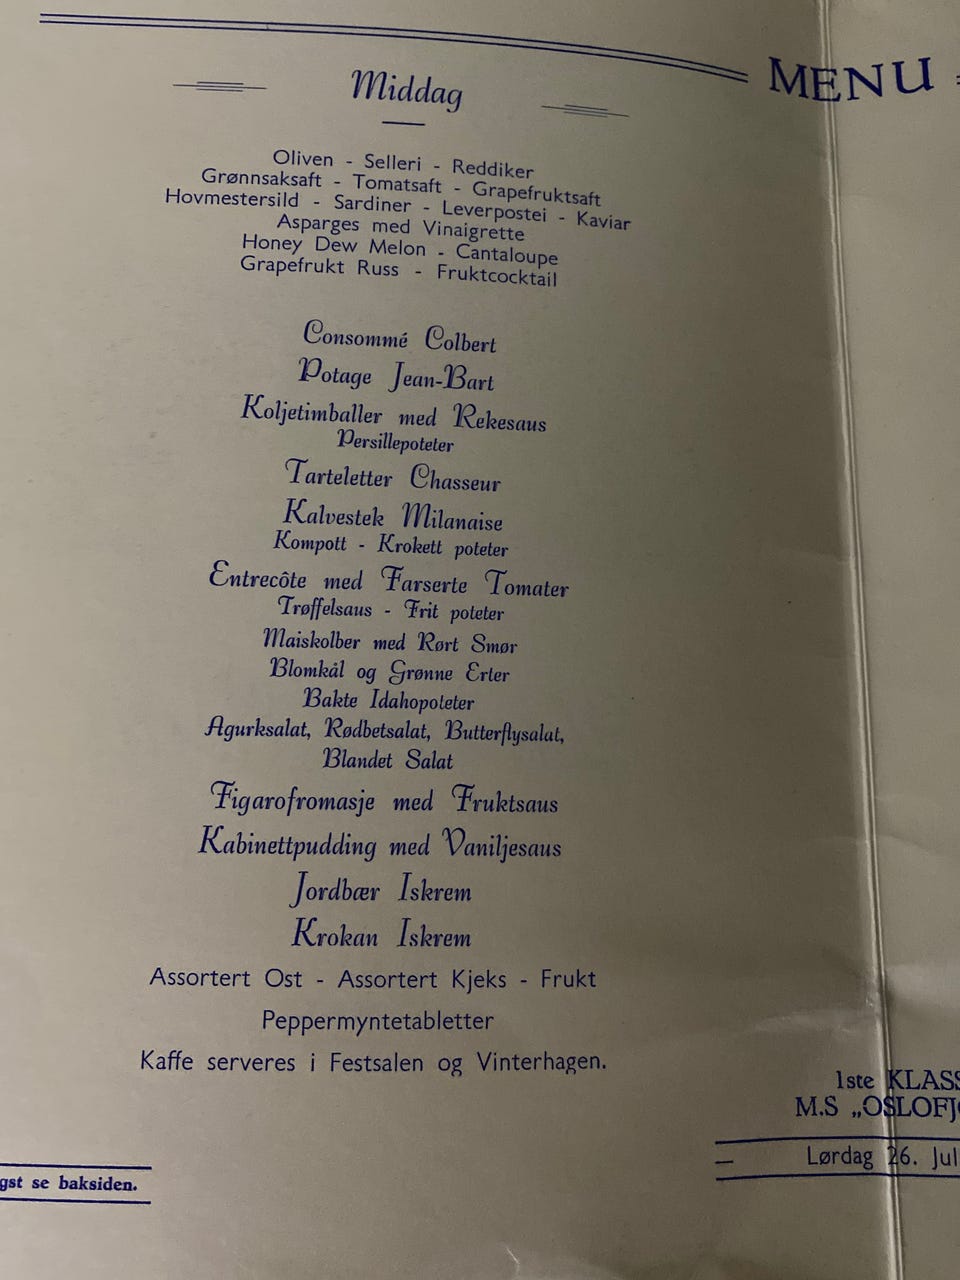 MENU
Middag
Oliven - Selleri - Reddiker
Grønnsaksaft - Tomatsaft - Grapefruktsaft
Hovmestersild - Sardiner - Leverpostei - Kaviar
Asparges med Vinaigrette
Honey Dew Melon - Cantaloupe
Grapefrukt Russ - Fruktcocktail
Consommé Colbert
Potage Jean-Bart
Koljetimballer med Rekesaus
Persillepoteter
Tarteletter Chasseur
Kalvestek Milanaise
Kompott - Krokett poteter
Entrecôte med Farserte Tomater
Trøffelsaus - Frit poteter
Maiskolber med Rørt Smør
Blomkål og Grønne Erter
Bakte Idahopoteter
Agurksalat, Rødbetsalat, Butterflysalat,
Blandet Salat
Figarofromasje med Fruktsaus
Kabinettpudding med Vaniljesaus
Jordbær Iskrem
Krokan Iskrem
Assortert Ost - Assortert Kjeks - Frukt
Peppermyntetabletter
Kaffe serveres i Festsalen og Vinterhagen.
gst se baksiden.
1ste KLASS
M.S „OSLOFJO
— Lørdag 26. Jul